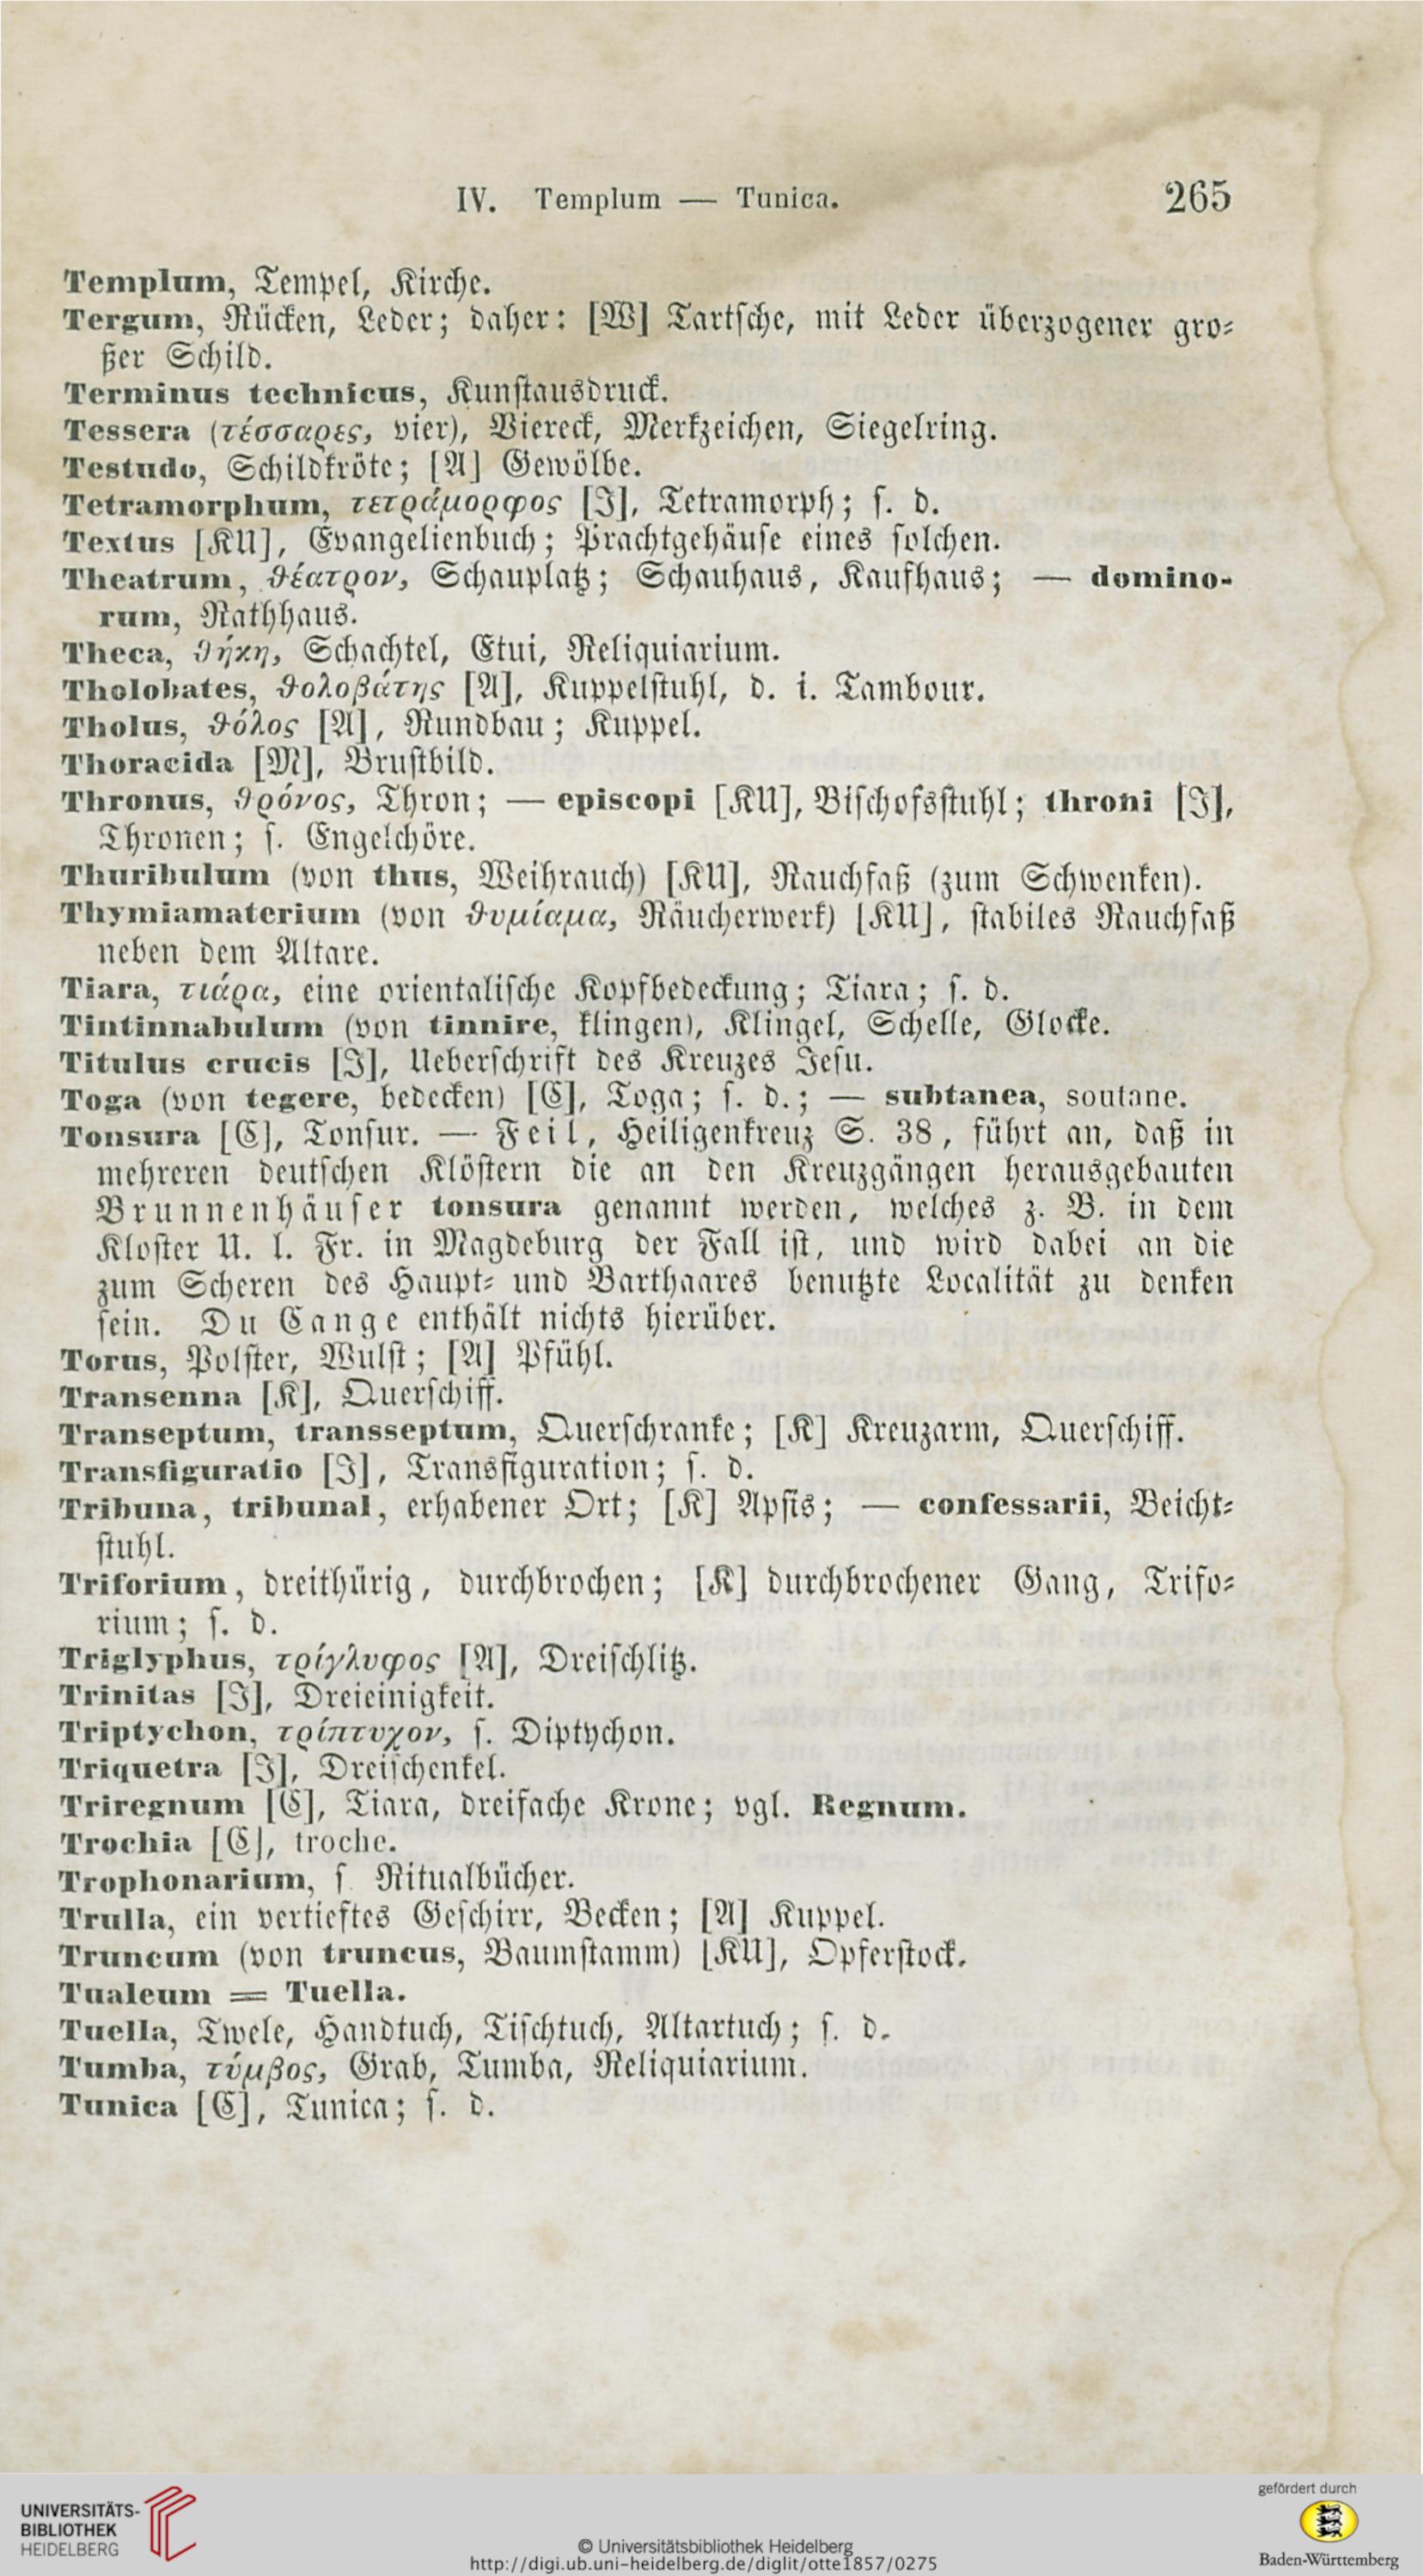 IV. Templum — Tunica. 265
Templum, Tempel, Kirche.
Tergum, Rücken, Leder; daher: [W] Tartsche, mit Leder überzogener gro-
ßer Schild.
Terminus technicus, Kunstausdruck.
Tessera (τέσσαρες, vier), Viereck, Merkzeichen, Siegelring.
Testudo, Schildkröte; [A] Gewölbe.
Tetramorphum, τετράμορφος [J], Tetramorph; s. d.
Textus [KU], Evangelienbuch; Prachtgehäuse eines solchen.
Theatrum, θέατρον, Schauplatz; Schauhaus, Kaufhaus; — domino-
rum, Rathhaus.
Theca, θήκη, Schachtel, Etui, Reliquiarium.
Tholobates, θολοβάτης [A], Kuppelstuhl, d. i. Tambour.
Tholus, θόλος [A], Rundbau; Kuppel.
Thoracida [M], Brustbild.
Thronus, θρόνος, Thron; — episcopi [KU], Bischofsstuhl; throni [J],
Thronen; s. Engelchöre.
Thuribulum (von thus, Weihrauch) [KU], Rauchfaß (zum Schwenken).
Thymiamaterium (von θυμίαμα, Räucherwerk) [KU], stabiles Rauchfaß
neben dem Altare.
Tiara, τιάρα, eine orientalische Kopfbedeckung; Tiara; s. d.
Tintinnabulum (von tinnire, klingen), Klingel, Schelle, Glocke.
Titulus crucis [J], Ueberschrift des Kreuzes Jesu.
Toga (von tegere, bedecken) [C], Toga; s. d.; — subtanea, soutane.
Tonsura [C], Tonsur. — Feil, Heiligenkreuz S. 38, führt an, daß in
mehreren deutschen Klöstern die an den Kreuzgängen herausgebauten
Brunnenhäuser tonsura genannt werden, welches z. B. in dem
Kloster U. l. Fr. in Magdeburg der Fall ist, und wird dabei an die
zum Scheren des Haupt- und Barthaares benutzte Localität zu denken
sein. Du Cange enthält nichts hierüber.
Torus, Polster, Wulst; [A] Pfühl.
Transenna [K], Querschiff.
Transeptum, transseptum, Querschranke; [K] Kreuzarm, Querschiff.
Transfiguratio [J], Transfiguration; s. d.
Tribuna, tribunal, erhabener Ort; [K] Apsis; — confessarii, Beicht-
stuhl.
Triforium, dreithürig, durchbrochen; [K] durchbrochener Gang, Trifo-
rium; s. d.
Triglyphus, τρίγλυφος [A], Dreischlitz.
Trinitas [J], Dreieinigkeit.
Triptychon, τρίπτυχον, s. Diptychon.
Triquetra [J], Dreischenkel.
Triregnum [C], Tiara, dreifache Krone; vgl. Regnum.
Trochia [C], troche.
Trophonarium, s Ritualbücher.
Trulla, ein vertieftes Geschirr, Becken; [A] Kuppel.
Truncum (von truncus, Baumstamm) [KU], Opferstock.
Tualeum = Tuella.
Tuella, Twele, Handtuch, Tischtuch, Altartuch; s. d.
Tumba, τύμβος, Grab, Tumba, Reliquiarium.
Tunica [C], Tunica; s. d.
UNIVERSITÄTS-
BIBLIOTHEK
HEIDELBERG
© Universitätsbibliothek Heidelberg
http://digi.ub.uni-heidelberg.de/diglit/otte1857/0275
gefördert durch
Baden-Württemberg